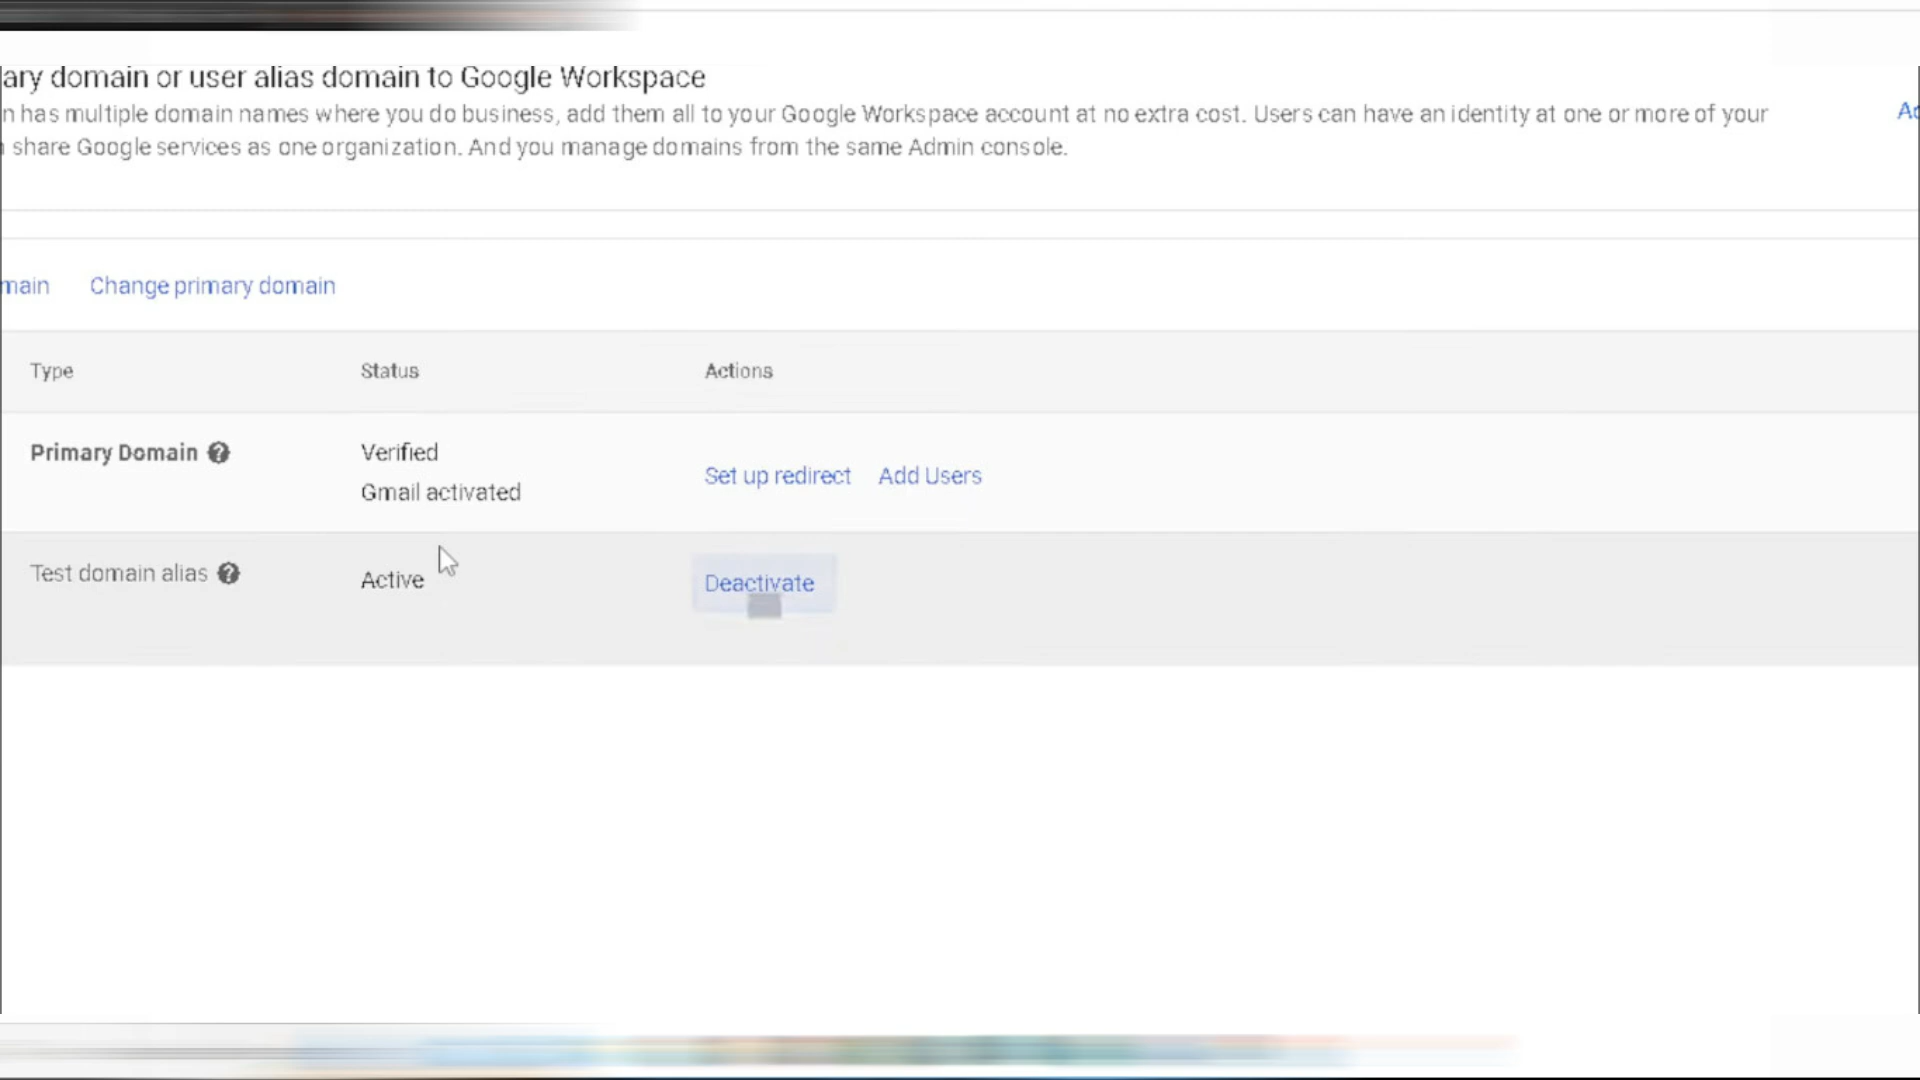 ary domain or user alias domain to Google Workspace
n has multiple domain names where you do business, add them all to your Google Workspace account at no extra cost. Users can have an identity at one or more of your
share Google services as one organization. And you manage domains from the same Admin console.
main Change primary domain
Type Status Actions
Primary Domain Verified
Gmail activated
Set up redirect Add Users
Test domain alias Active Deactivate